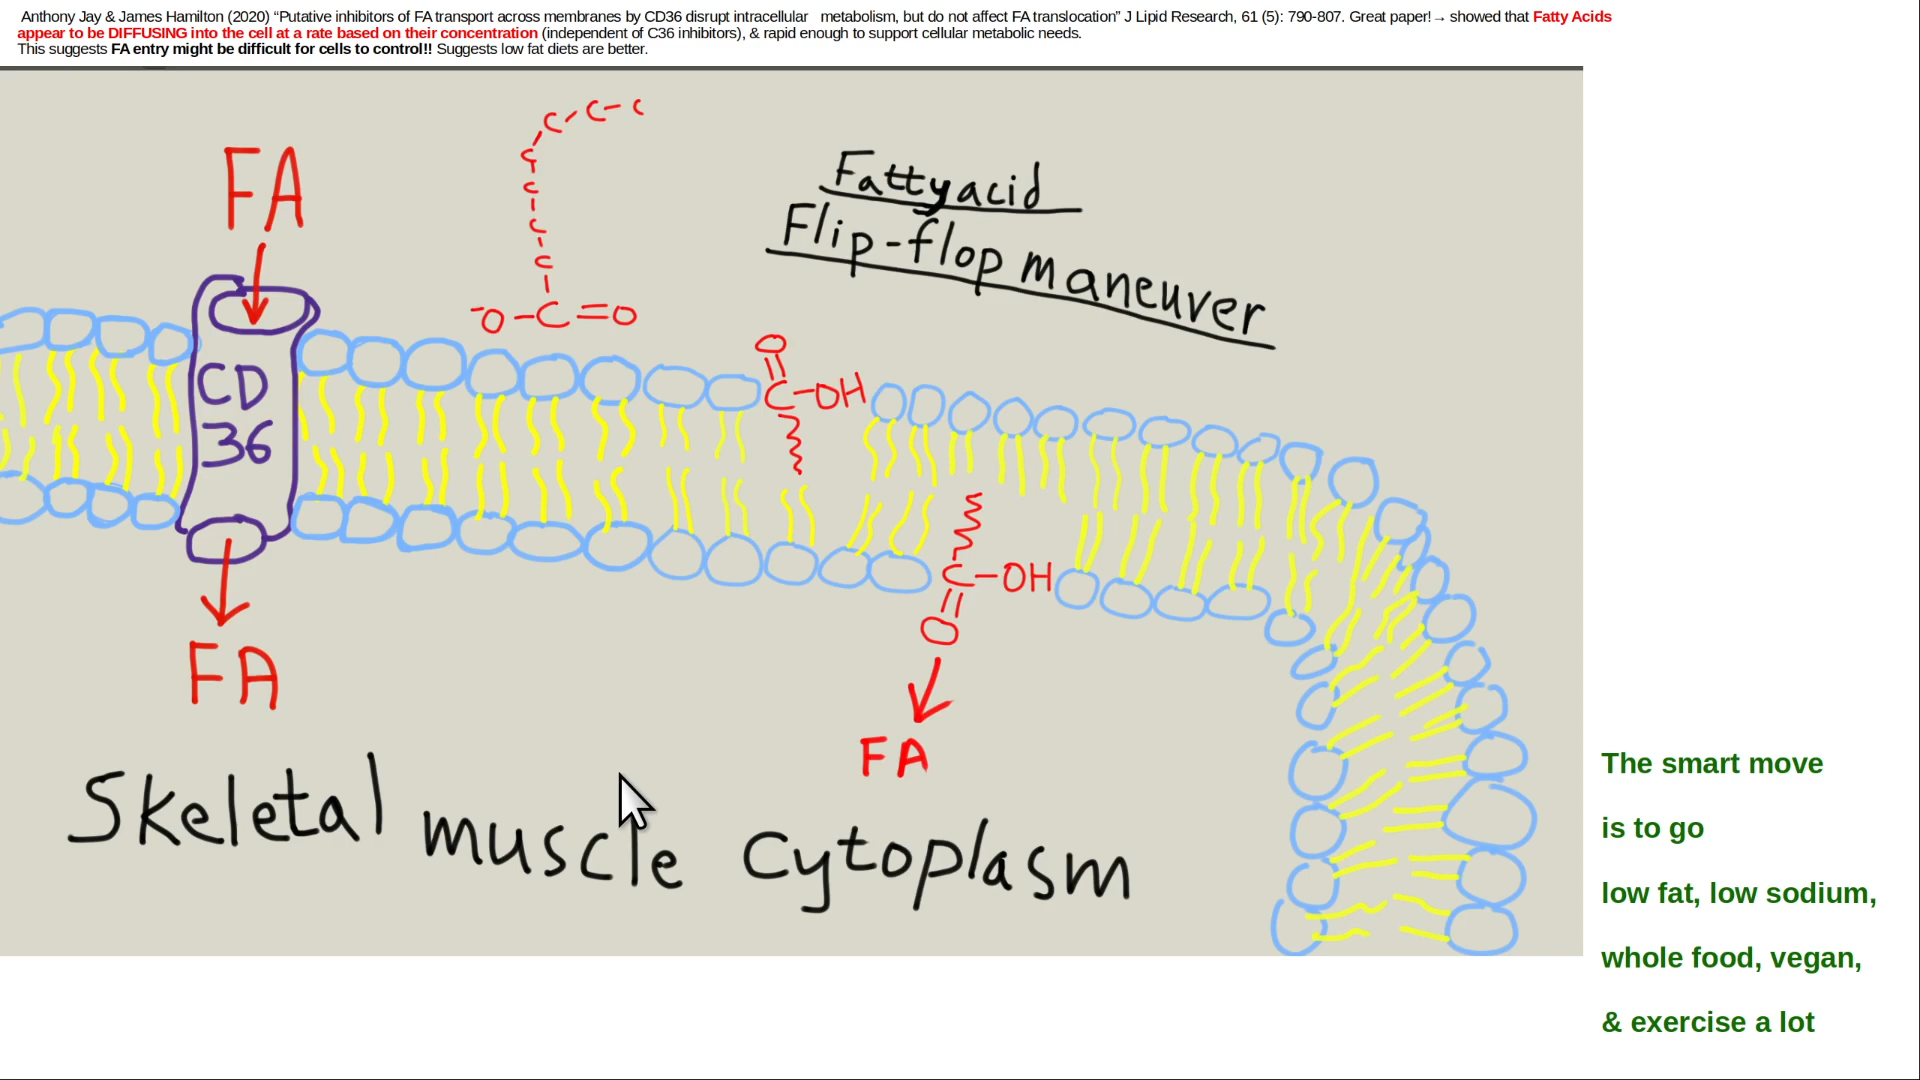 Anthony Jay & James Hamilton (2020) “Putative inhibitors of FA transport across membranes by CD36 disrupt intracellular metabolism, but do not affect FA translocation” J Lipid Research, 61 (5): 790-807. Great paper!→ showed that Fatty Acids
appear to be DIFFUSING into the cell at a rate based on their concentration (independent of C36 inhibitors), & rapid enough to support cellular metabolic needs.
This suggests FA entry might be difficult for cells to control!! Suggests low fat diets are better.
C-C-C
C
C
C
C
⁻O-C=O
FA
Fatty acid
Flip-flop maneuver
CD
36
O
C-OH
C-OH
O
FA
FA
Skeletal muscle cytoplasm
The smart move
is to go
low fat, low sodium,
whole food, vegan,
& exercise a lot